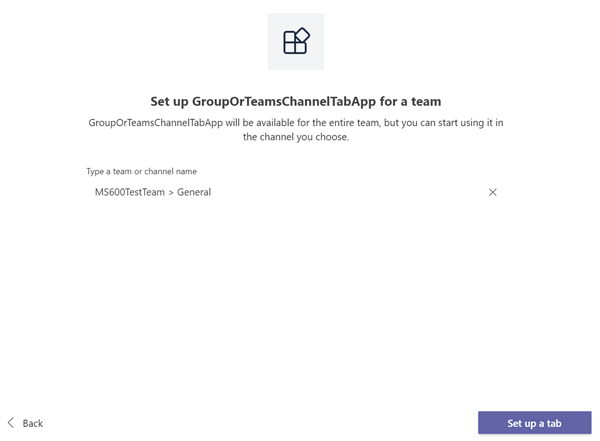 Set up GroupOrTeamsChannelTabApp for a team
GroupOrTeamsChannelTabApp will be available for the entire team, but you can start using it in
the channel you choose.
Type a team or channel name
MS600TestTeam > General
Back
Set up a tab